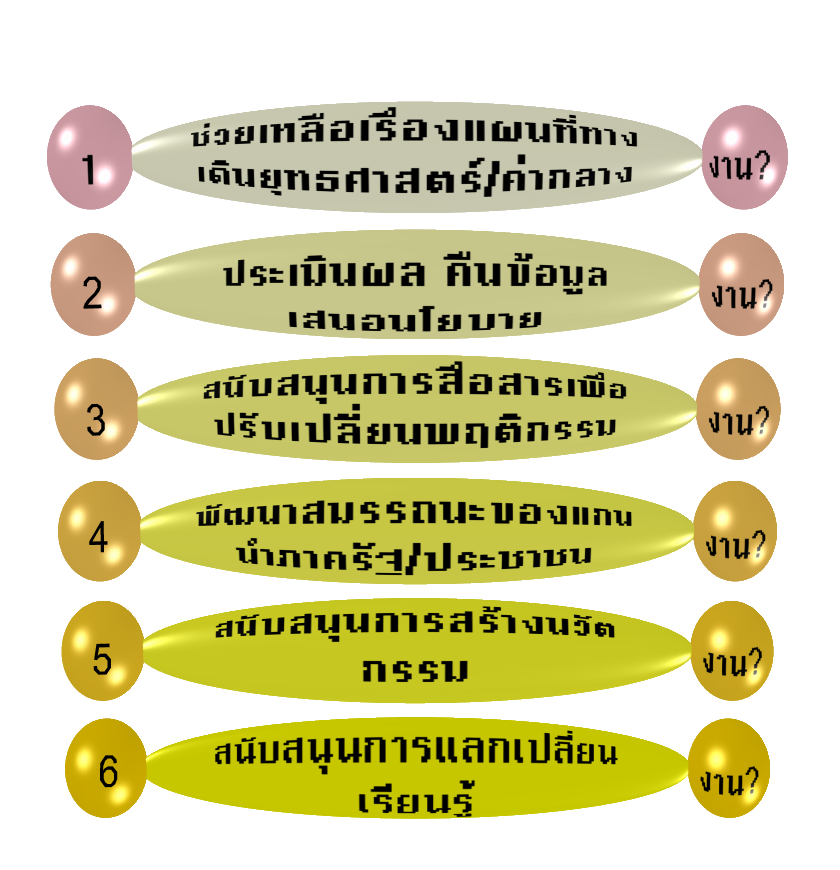 1
ช่วยเหลือเรื่องแผนที่ทาง
เดินยุทธศาสตร์/ค่ากลาง
งาน?
2
ประเมินผล คืนข้อมูล
เสนอนโยบาย
งาน?
3
สนับสนุนการสื่อสารเพื่อ
ปรับเปลี่ยนพฤติกรรม
งาน?
4
พัฒนาสมรรถนะของแกน
นำภาครัฐ/ประชาชน
งาน?
5
สนับสนุนการสร้างนวัต
กรรม
งาน?
6
สนับสนุนการแลกเปลี่ยน
เรียนรู้
งาน?